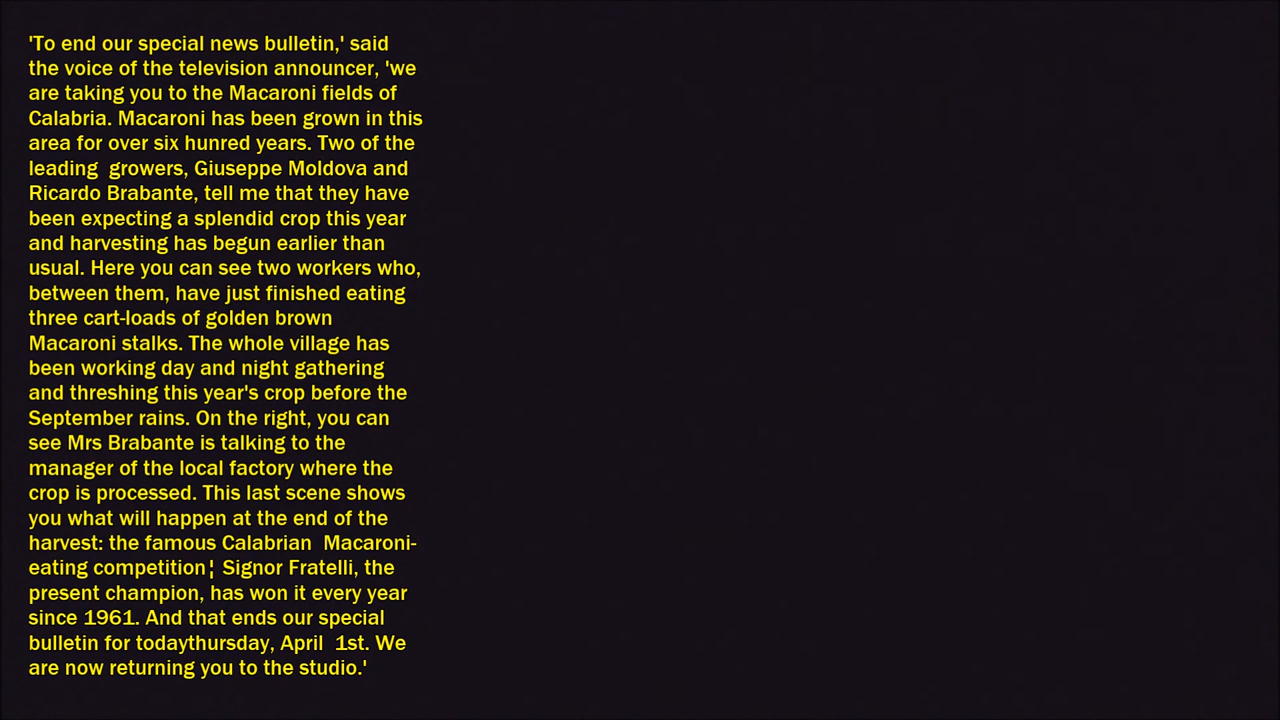 'To end our special news bulletin,' said
the voice of the television announcer, 'we
are taking you to the Macaroni fields of
Calabria. Macaroni has been grown in this
area for over six hunred years. Two of the
leading  growers, Giuseppe Moldova and
Ricardo Brabante, tell me that they have
been expecting a splendid crop this year
and harvesting has begun earlier than
usual. Here you can see two workers who,
between them, have just finished eating
three cart-loads of golden brown
Macaroni stalks. The whole village has
been working day and night gathering
and threshing this year's crop before the
September rains. On the right, you can
see Mrs Brabante is talking to the
manager of the local factory where the
crop is processed. This last scene shows
you what will happen at the end of the
harvest: the famous Calabrian  Macaroni-
eating competition¦ Signor Fratelli, the
present champion, has won it every year
since 1961. And that ends our special
bulletin for todaythursday, April  1st. We
are now returning you to the studio.'